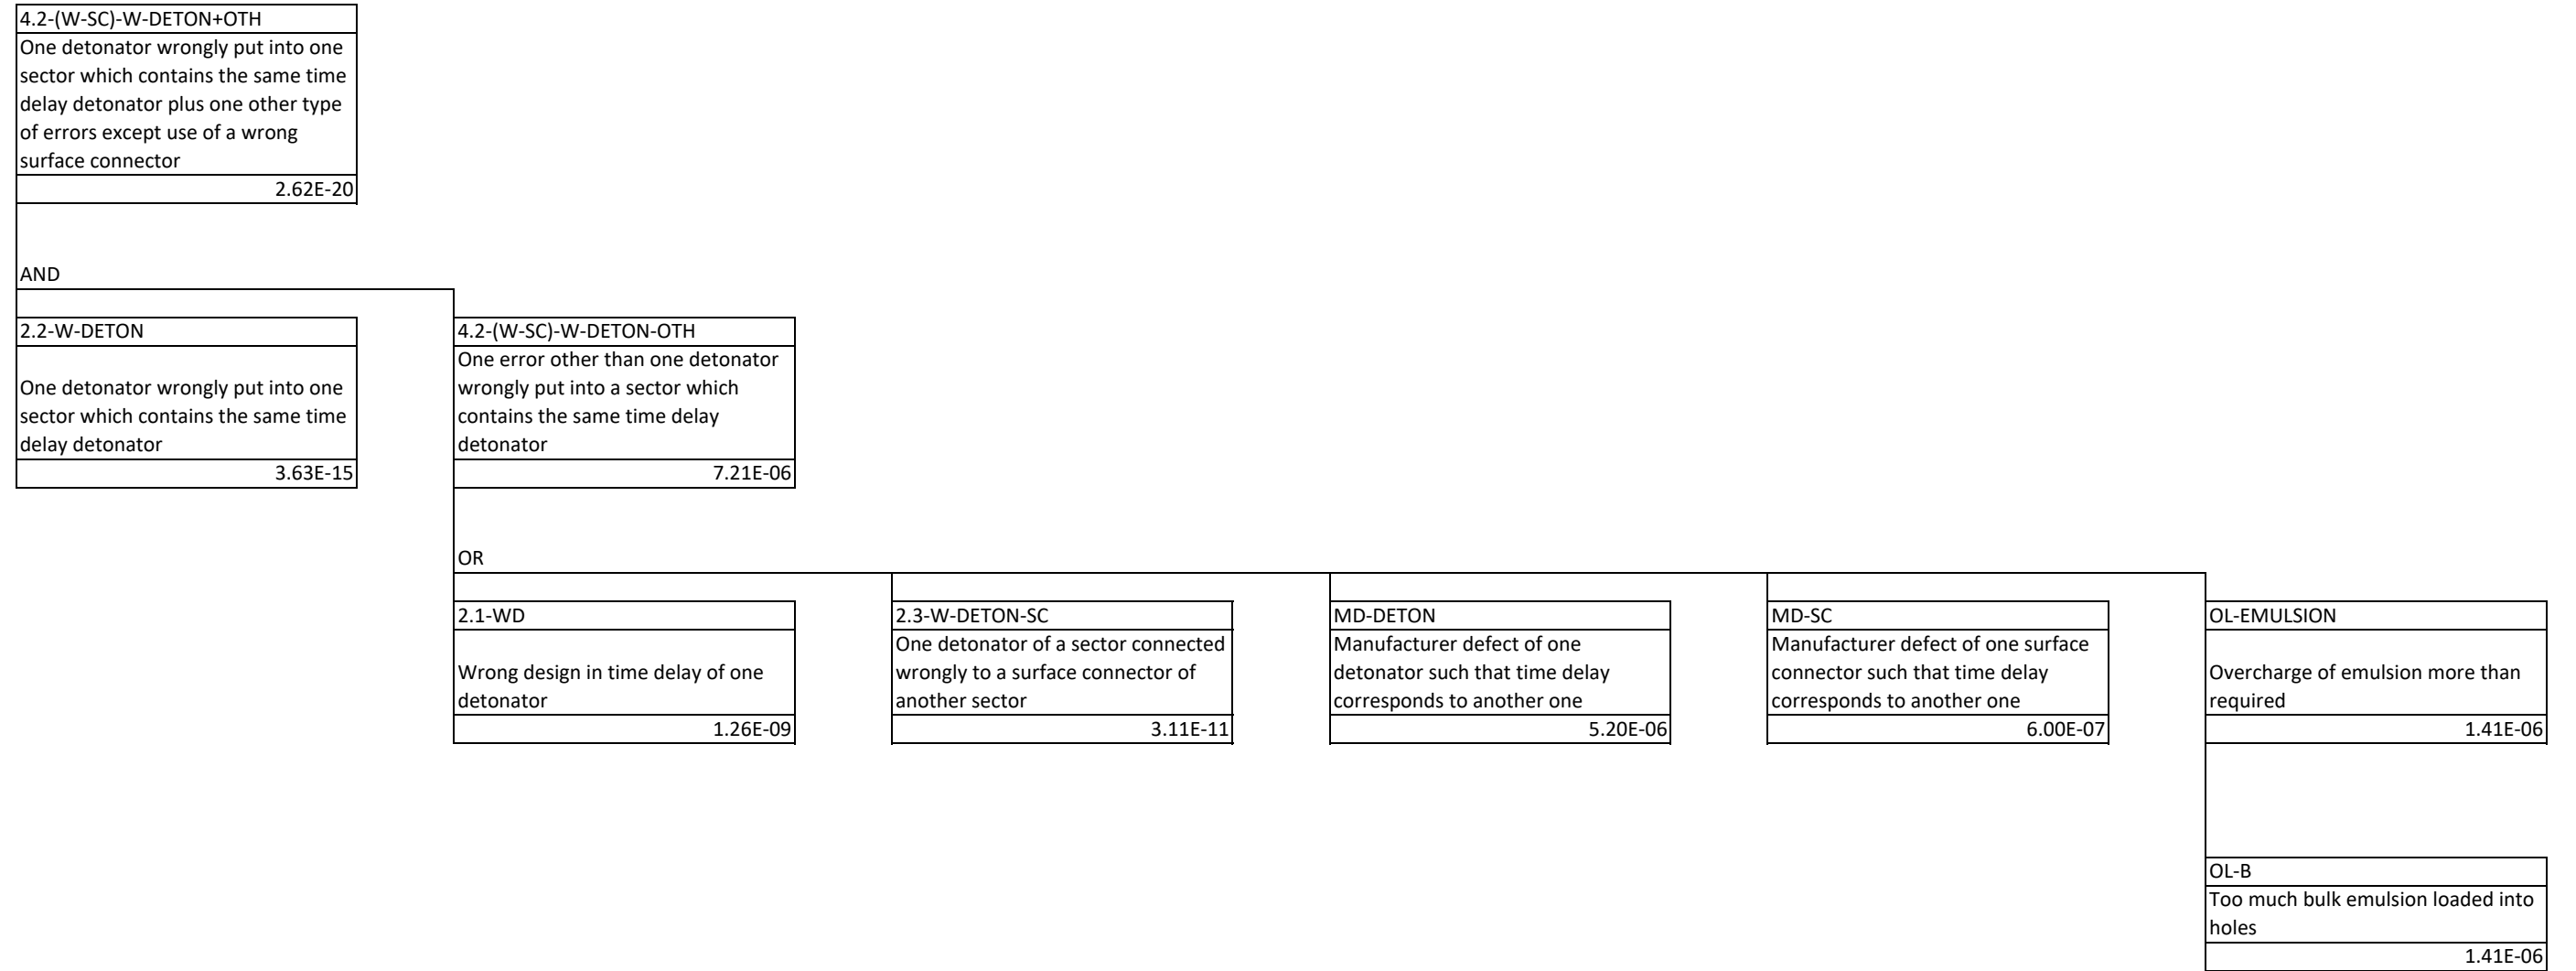 4.2-(W-SC)-W-DETON+OTH
One detonator wrongly put into one
sector which contains the same time
delay detonator plus one other type
of errors except use of a wrong
surface connector
2.62E-20
AND
2.2-W-DETON
One detonator wrongly put into one
sector which contains the same time
delay detonator
3.63E-15
4.2-(W-SC)-W-DETON-OTH
One error other than one detonator
wrongly put into a sector which
contains the same time delay
detonator
7.21E-06
OR
2.1-WD
Wrong design in time delay of one
detonator
1.26E-09
2.3-W-DETON-SC
One detonator of a sector connected
wrongly to a surface connector of
another sector
3.11E-11
MD-DETON
Manufacturer defect of one
detonator such that time delay
corresponds to another one
5.20E-06
MD-SC
Manufacturer defect of one surface
connector such that time delay
corresponds to another one
6.00E-07
OL-EMULSION
Overcharge of emulsion more than
required
1.41E-06
OL-B
Too much bulk emulsion loaded into
holes
1.41E-06